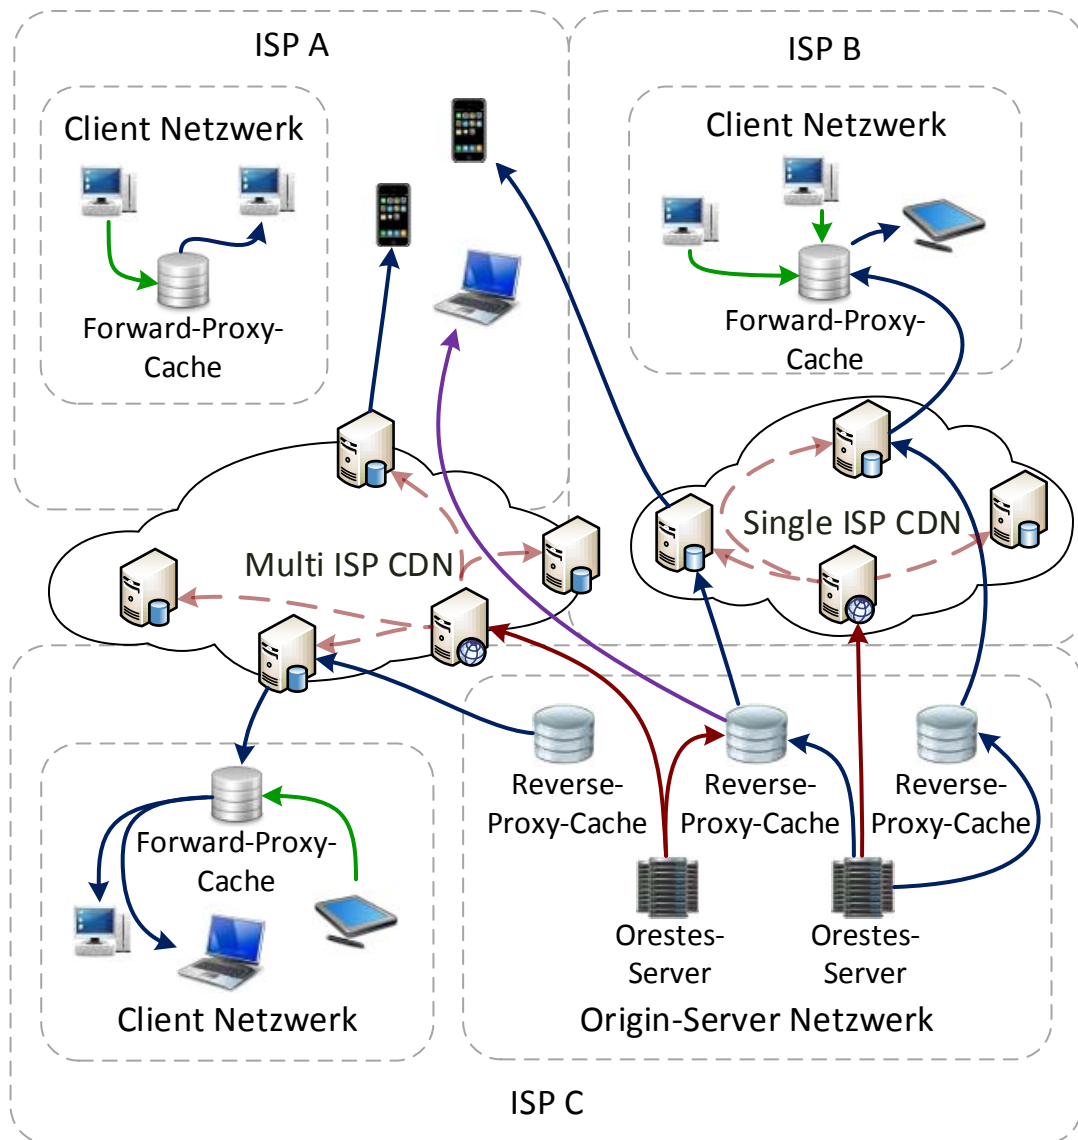 ISP A
ISP B
Client Netzwerk
Forward-Proxy-
Cache
Client Netzwerk
Forward-Proxy-
Cache
Multi ISP CDN
Single ISP CDN
Reverse-
Proxy-Cache
Reverse-
Proxy-Cache
Reverse-
Proxy-Cache
Forward-Proxy-
Cache
Client Netzwerk
Orestes-
Server
Orestes-
Server
Origin-Server Netzwerk
ISP C